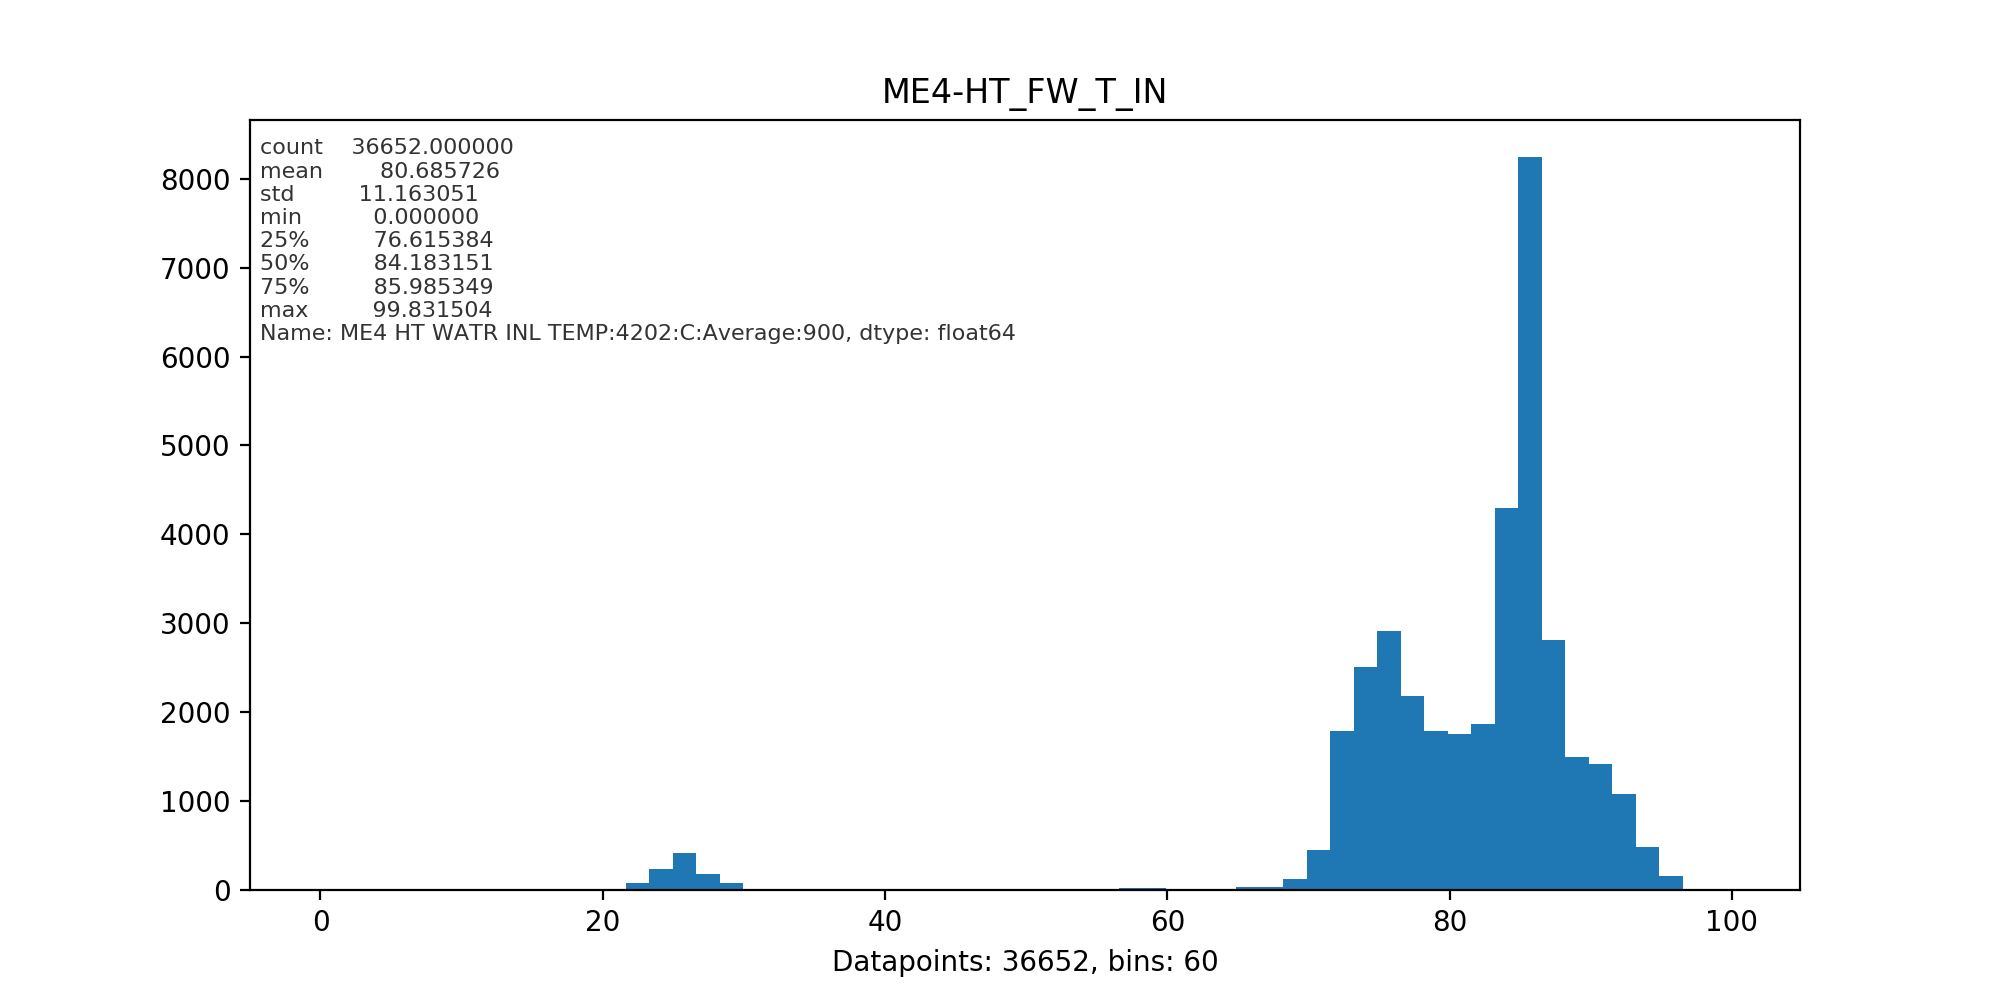 ME4-HT_FW_T_IN
count 36652.000000
mean 80.685726
std 11.163051
min 0.000000
25% 76.615384
50% 84.183151
75% 85.985349
max 99.831504
Name: ME4 HT WATR INL TEMP:4202:C:Average:900, dtype: float64
8000
7000
6000
5000
4000
3000
2000
1000
0
0 20 40 60 80 100
Datapoints: 36652, bins: 60